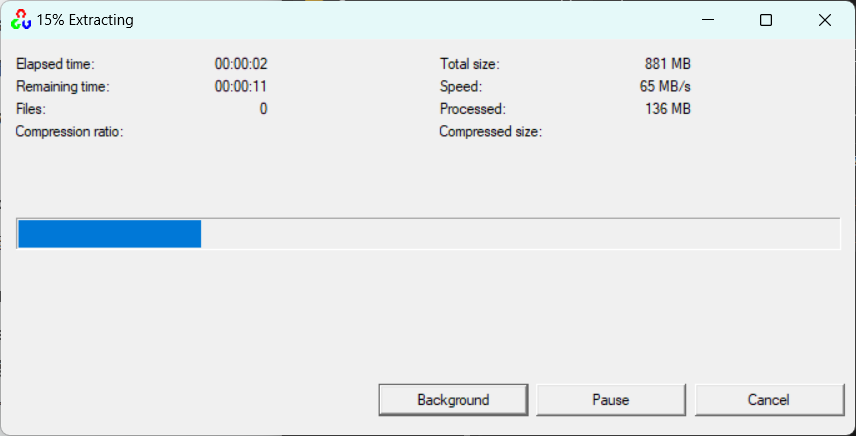 15% Extracting
Elapsed time: 00:00:02 Total size: 881 MB
Remaining time: 00:00:11 Speed: 65 MB/s
Files: 0 Processed: 136 MB
Compression ratio: Compressed size:
Background Pause Cancel